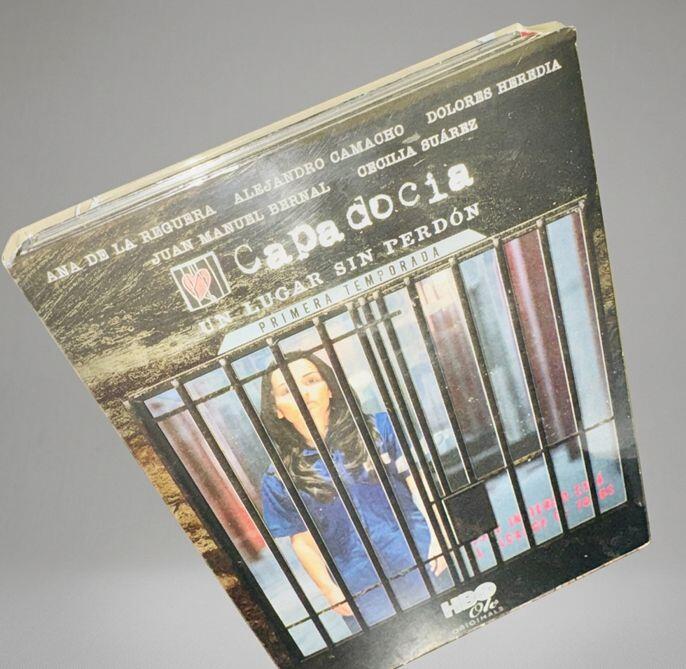 ANA DE LA REGUERA ALEJANDRO CAMACHO DOLORES HEREDIA
JUAN MANUEL BERNAL CECILIA SUÁREZ
Capadocia
UN LUGAR SIN PERDÓN
PRIMERA TEMPORADA
HBO
Ole
ORIGINALS